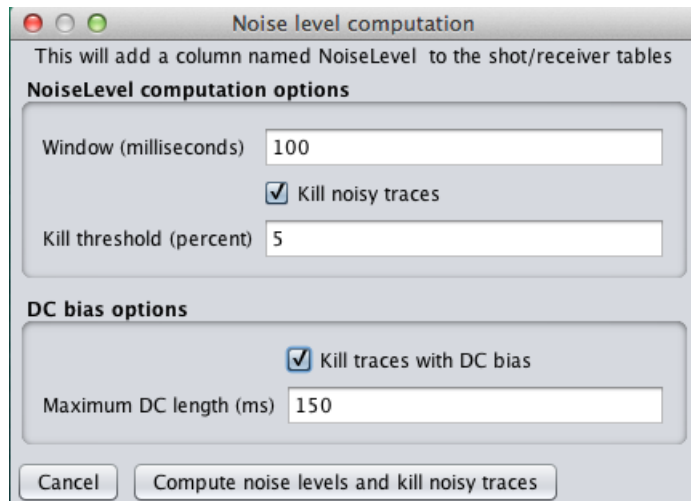 Noise level computation
This will add a column named NoiseLevel to the shot/receiver tables
NoiseLevel computation options
Window (milliseconds) 100
Kill noisy traces
Kill threshold (percent) 5
DC bias options
Kill traces with DC bias
Maximum DC length (ms) 150
Cancel Compute noise levels and kill noisy traces